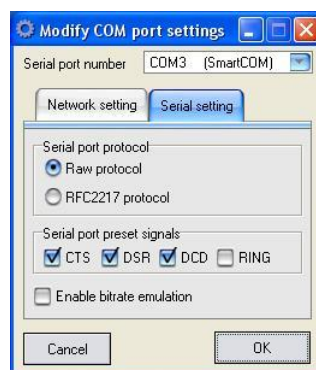 Modify COM port settings
Serial port number COM3 (SmartCOM)
Network setting Serial setting
Serial port protocol
Raw protocol
RFC2217 protocol
Serial port preset signals
CTS DSR DCD RING
Enable bitrate emulation
Cancel OK